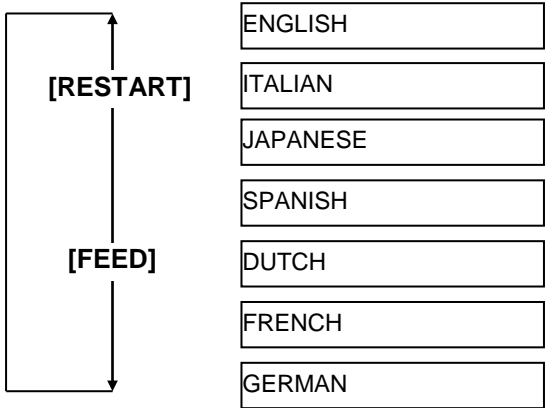 ENGLISH
[RESTART]
ITALIAN
JAPANESE
SPANISH
[FEED]
DUTCH
FRENCH
GERMAN